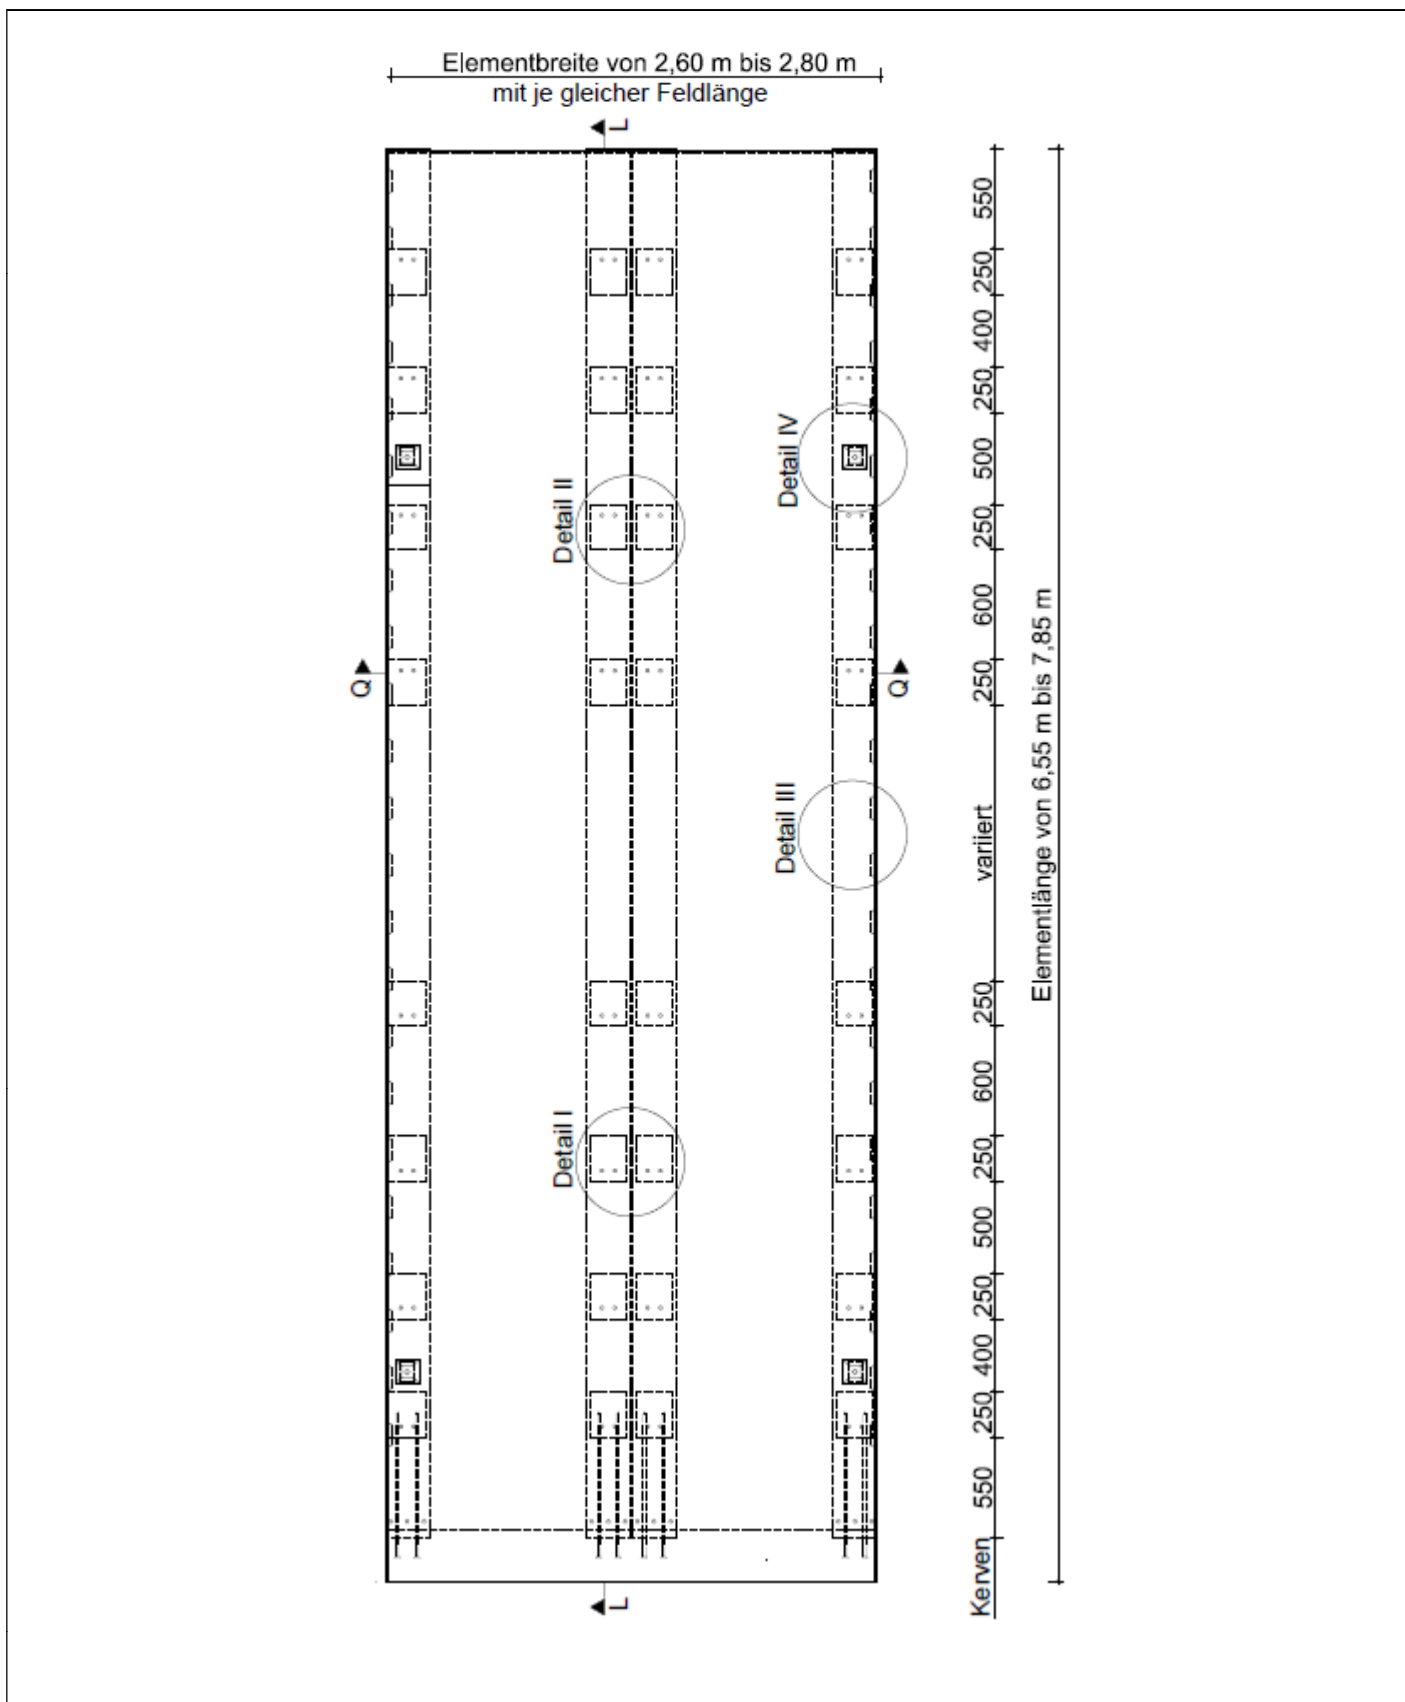 Elementbreite von 2,60 m bis 2,80 m
mit je gleicher Feldlänge
L
550
250
400
250
Detail IV
500
Detail II
250
600
Q
Q
250
Elementlänge von 6,55 m bis 7,85 m
Detail III
variiert
250
600
Detail I
250
500
250
400
250
550
Kerven
L